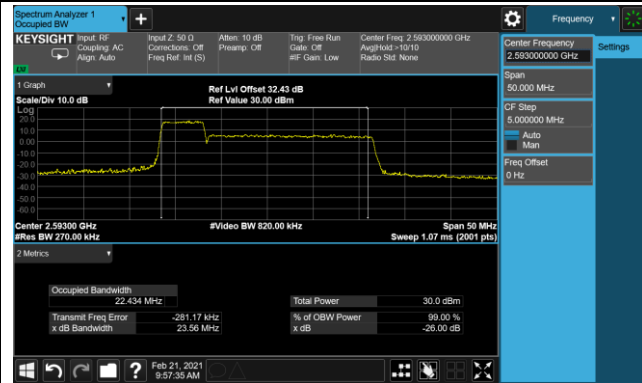 Spectrum Analyzer 1
Occupied BW
Frequency
KEYSIGHT Input: RF Input Z: 50 Ω Atten: 10 dB Trig: Free Run Center Freq: 2.593000000 GHz
Coupling: AC Corrections: Off Preamp: Off Gate: Off Avg|Hold:>10/10
Align: Auto Freq Ref: Int (S) #IF Gain: Low Radio Std: None
Center Frequency
2.593000000 GHz
Settings
Span
50.000 MHz
CF Step
5.000000 MHz
Auto
Man
Freq Offset
0 Hz
1 Graph
Ref Lvl Offset 32.43 dB
Scale/Div 10.0 dB Ref Value 30.00 dBm
Log
20.0
10.0
0.00
-10.0
-20.0
-30.0
-40.0
-50.0
-60.0
Center 2.59300 GHz #Video BW 820.00 kHz Span 50 MHz
#Res BW 270.00 kHz Sweep 1.07 ms (2001 pts)
2 Metrics
Occupied Bandwidth
22.434 MHz Total Power 30.0 dBm
Transmit Freq Error -281.17 kHz % of OBW Power 99.00 %
x dB Bandwidth 23.56 MHz x dB -26.00 dB
Feb 21, 2021
9:57:35 AM